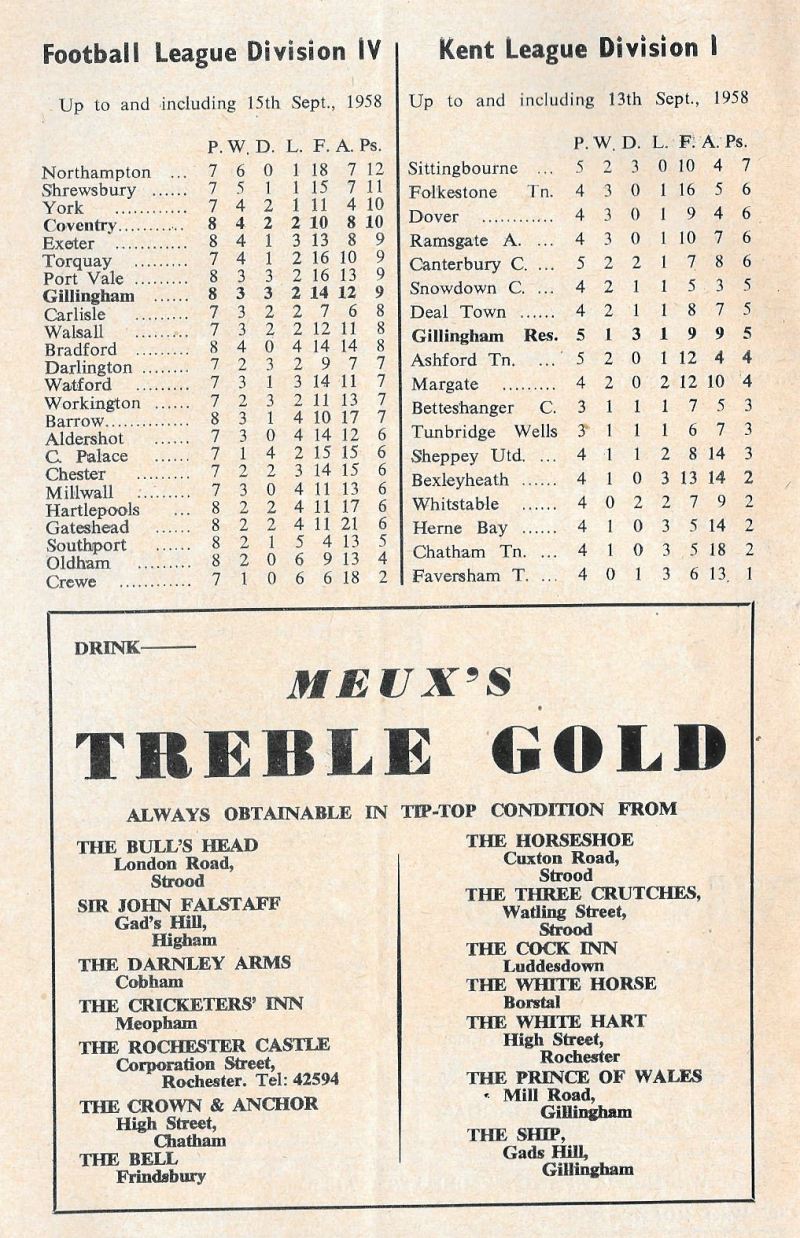 Football League Division IV
Up to and including 15th Sept., 1958
P. W. D. L. F. A. Ps.
Northampton ... 7 6 0 1 18 7 12
Shrewsbury ...... 7 5 1 1 15 7 11
York ............ 7 4 2 1 11 4 10
Coventry........... 8 4 2 2 10 8 10
Exeter ............ 8 4 1 3 13 8 9
Torquay ......... 7 4 1 2 16 10 9
Port Vale ......... 8 3 3 2 16 13 9
Gillingham ...... 8 3 3 2 14 12 9
Carlisle ......... 7 3 2 2 7 6 8
Walsall ......... 7 3 2 2 12 11 8
Bradford ......... 8 4 0 4 14 14 8
Darlington ......... 7 2 3 2 9 7 7
Watford ......... 7 3 1 3 14 11 7
Workington ...... 7 2 3 2 11 13 7
Barrow.............. 8 3 1 4 10 17 7
Aldershot ...... 7 3 0 4 14 12 6
C. Palace ...... 7 1 4 2 15 15 6
Chester ......... 7 2 2 3 14 15 6
Millwall ......... 7 3 0 4 11 13 6
Hartlepools ... 8 2 2 4 11 17 6
Gateshead ...... 8 2 2 4 11 21 6
Southport ...... 8 2 1 5 4 13 5
Oldham ......... 8 2 0 6 9 13 4
Crewe ............ 7 1 0 6 6 18 2
Kent League Division I
Up to and including 13th Sept., 1958
P. W. D. L. F. A. Ps.
Sittingbourne ... 5 2 3 0 10 4 7
Folkestone Tn. 4 3 0 1 16 5 6
Dover ............ 4 3 0 1 9 4 6
Ramsgate A. ... 4 3 0 1 10 7 6
Canterbury C. ... 5 2 2 1 7 8 6
Snowdown C. ... 4 2 1 1 5 3 5
Deal Town ...... 4 2 1 1 8 7 5
Gillingham Res. 5 1 3 1 9 9 5
Ashford Tn. ... 5 2 0 1 12 4 4
Margate ......... 4 2 0 2 12 10 4
Betteshanger C. 3 1 1 1 7 5 3
Tunbridge Wells 3 1 1 1 6 7 3
Sheppey Utd. ... 4 1 1 2 8 14 3
Bexleyheath ...... 4 1 0 3 13 14 2
Whitstable ...... 4 0 2 2 7 9 2
Herne Bay ...... 4 1 0 3 5 14 2
Chatham Tn. ... 4 1 0 3 5 18 2
Faversham T. ... 4 0 1 3 6 13 1
DRINK——
MEUX'S
TREBLE GOLD
ALWAYS OBTAINABLE IN TIP-TOP CONDITION FROM
THE BULL'S HEAD
London Road,
Strood
SIR JOHN FALSTAFF
Gad's Hill,
Higham
THE DARNLEY ARMS
Cobham
THE CRICKETERS' INN
Meopham
THE ROCHESTER CASTLE
Corporation Street,
Rochester. Tel: 42594
THE CROWN & ANCHOR
High Street,
Chatham
THE BELL
Frindsbury
THE HORSESHOE
Cuxton Road,
Strood
THE THREE CRUTCHES,
Watling Street,
Strood
THE COCK INN
Luddesdown
THE WHITE HORSE
Borstal
THE WHITE HART
High Street,
Rochester
THE PRINCE OF WALES
Mill Road,
Gillingham
THE SHIP,
Gads Hill,
Gillingham